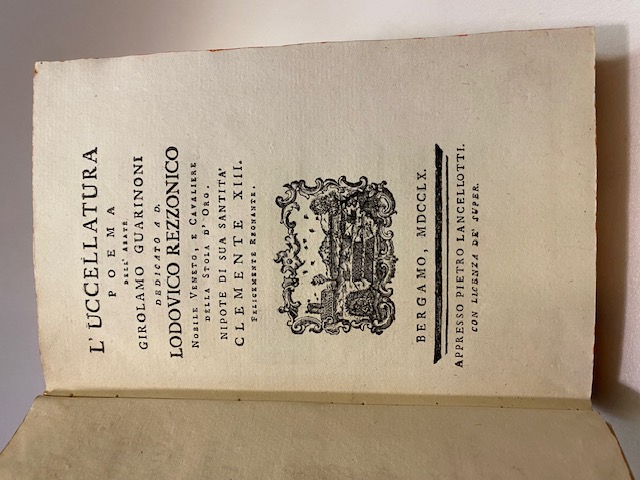 L' UCCELLATURA
POEMA
DELL' ABATE
GIROLAMO GUARINONI
DEDICATO A D.
LODOVICO REZZONICO
NOBILE VENETO, E CAVALIERE
DELLA STOLA D' ORO.
NIPOTE DI SUA SANTITA'
CLEMENTE XIII.
FELICEMENTE REGNANTE.
BERGAMO, MDCCLX.
APPRESSO PIETRO LANCELLOTTI.
CON LICENZA DE' SUPER.